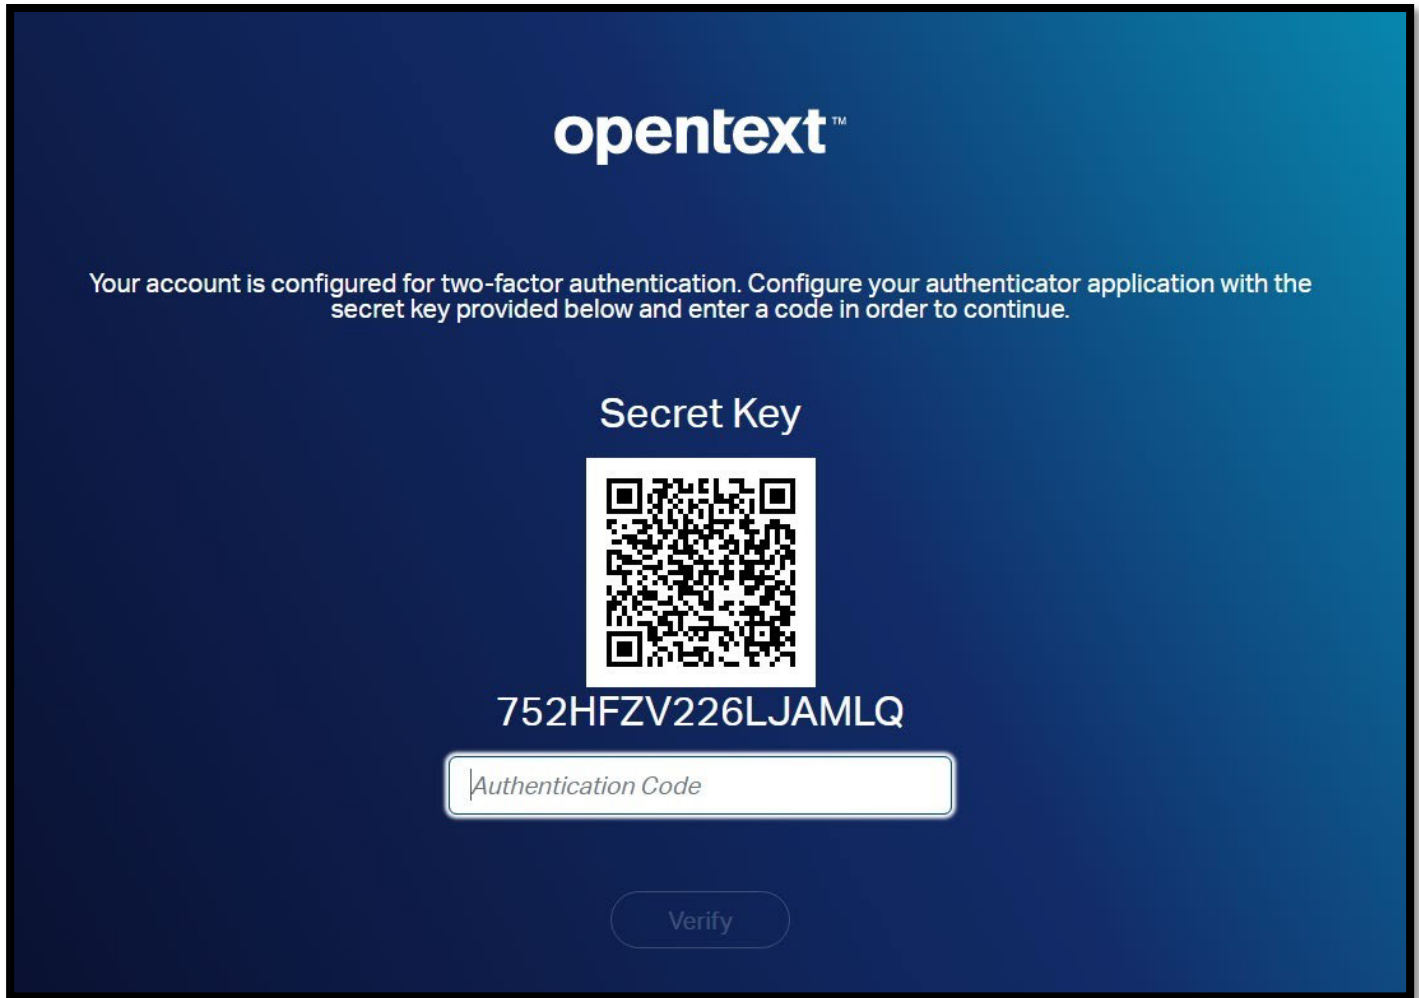 opentext™
Your account is configured for two-factor authentication. Configure your authenticator application with the
secret key provided below and enter a code in order to continue.
Secret Key
752HFZV226LJAMLQ
Authentication Code
Verify